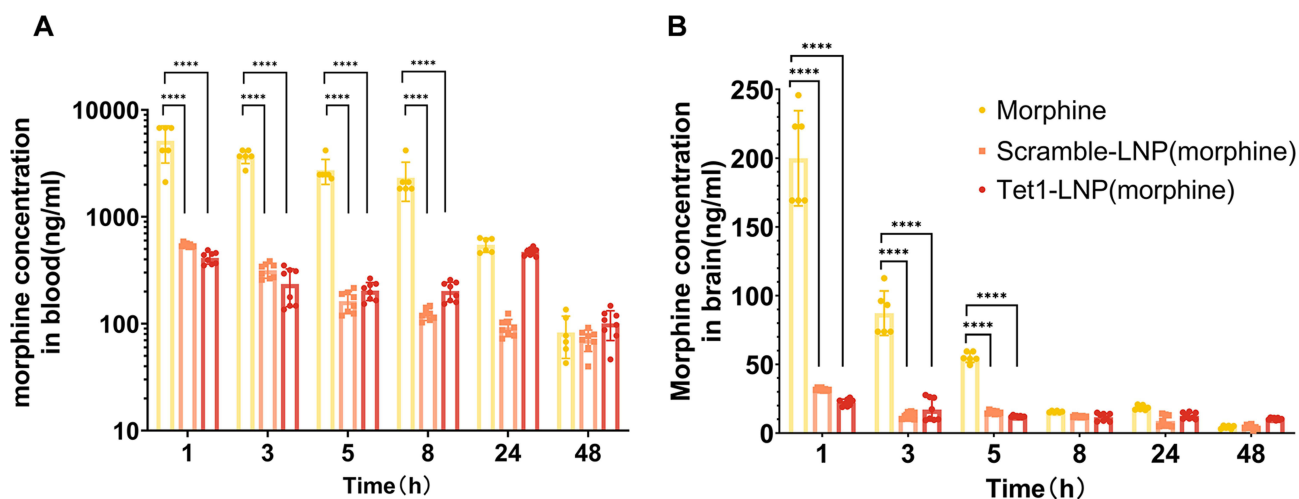 A
morphine concentration
in blood(ng/ml)
10000
1000
100
10
**** **** **** ****
**** **** **** ****
1 3 5 8 24 48
Time(h)
B
Morphine concentration
in brain(ng/ml)
250
200
150
100
50
0
****
****
****
****
****
****
Morphine
Scramble-LNP(morphine)
Tet1-LNP(morphine)
1 3 5 8 24 48
Time(h)